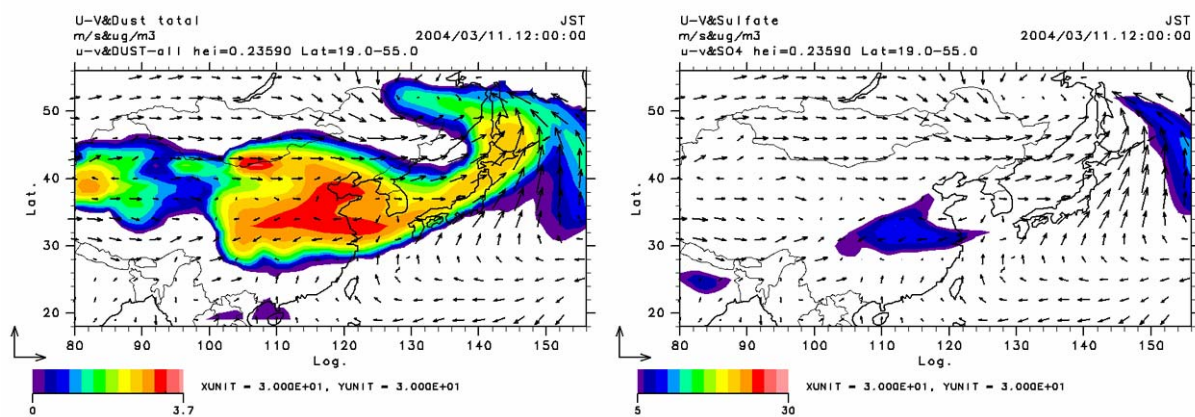 U-V&Dust total JST
m/s&ug/m3 2004/03/11.12:00:00
u-v&DUST-all hei=0.23590 Lat=19.0-55.0
50
40
30
20
Lat.
80 90 100 110 120 130 140 150
Log.
XUNIT = 3.000E+01, YUNIT = 3.000E+01
0 3.7
U-V&Sulfate JST
m/s&ug/m3 2004/03/11.12:00:00
u-v&SO4 hei=0.23590 Lat=19.0-55.0
50
40
30
20
Lat.
80 90 100 110 120 130 140 150
Log.
XUNIT = 3.000E+01, YUNIT = 3.000E+01
5 30